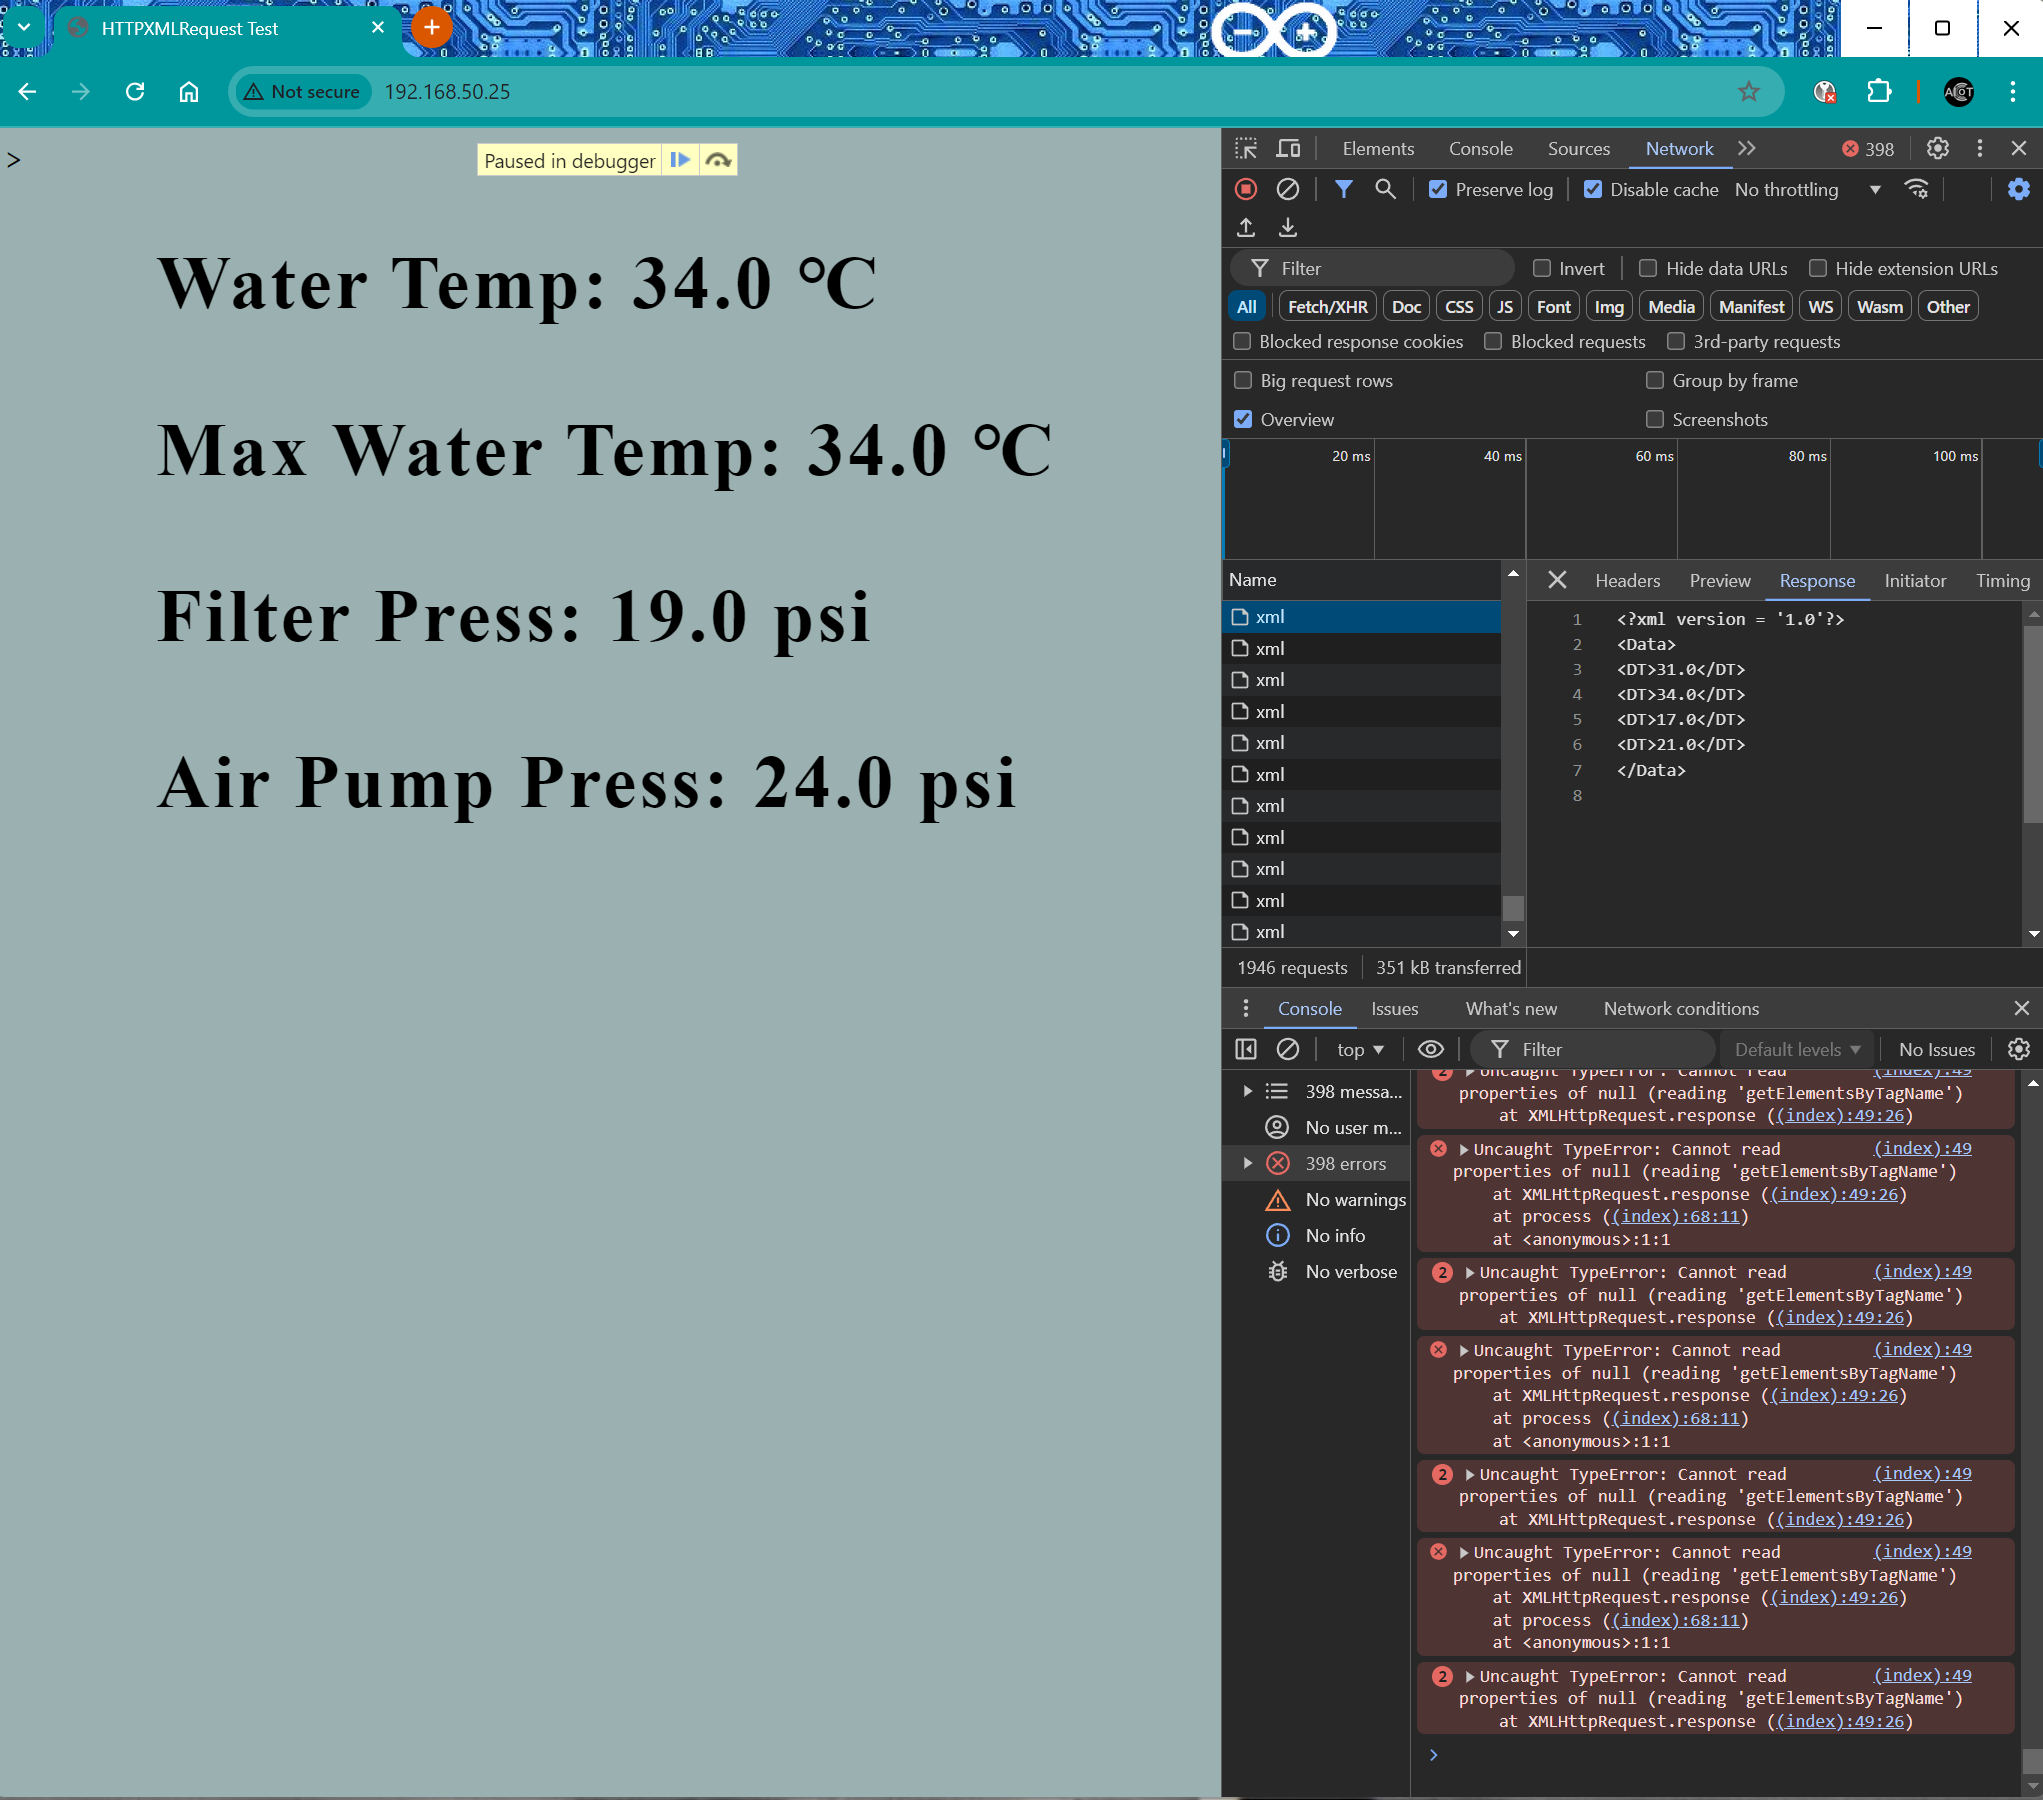 HTTPXMLRequest Test
Not secure
192.168.50.25
>
Paused in debugger
Water Temp: 34.0 °C
Max Water Temp: 34.0 °C
Filter Press: 19.0 psi
Air Pump Press: 24.0 psi
Elements Console Sources Network 398
Preserve log Disable cache No throttling
Filter Invert Hide data URLs Hide extension URLs
All Fetch/XHR Doc CSS JS Font Img Media Manifest WS Wasm Other
Blocked response cookies Blocked requests 3rd-party requests
Big request rows Group by frame
Overview Screenshots
20 ms 40 ms 60 ms 80 ms 100 ms
Name
xml
xml
xml
xml
xml
xml
xml
xml
xml
xml
xml
Headers Preview Response Initiator Timing
1 <?xml version = '1.0'?>
2 <Data>
3 <DT>31.0</DT>
4 <DT>34.0</DT>
5 <DT>17.0</DT>
6 <DT>21.0</DT>
7 </Data>
8
1946 requests 351 kB transferred
Console Issues What's new Network conditions
top Filter Default levels No Issues
398 messa...
No user m...
398 errors
No warnings
No info
No verbose
2 Uncaught TypeError: Cannot read (index):49
properties of null (reading 'getElementsByTagName')
at XMLHttpRequest.response ((index):49:26)
Uncaught TypeError: Cannot read (index):49
properties of null (reading 'getElementsByTagName')
at XMLHttpRequest.response ((index):49:26)
at process ((index):68:11)
at <anonymous>:1:1
2 Uncaught TypeError: Cannot read (index):49
properties of null (reading 'getElementsByTagName')
at XMLHttpRequest.response ((index):49:26)
Uncaught TypeError: Cannot read (index):49
properties of null (reading 'getElementsByTagName')
at XMLHttpRequest.response ((index):49:26)
at process ((index):68:11)
at <anonymous>:1:1
2 Uncaught TypeError: Cannot read (index):49
properties of null (reading 'getElementsByTagName')
at XMLHttpRequest.response ((index):49:26)
Uncaught TypeError: Cannot read (index):49
properties of null (reading 'getElementsByTagName')
at XMLHttpRequest.response ((index):49:26)
at process ((index):68:11)
at <anonymous>:1:1
2 Uncaught TypeError: Cannot read (index):49
properties of null (reading 'getElementsByTagName')
at XMLHttpRequest.response ((index):49:26)